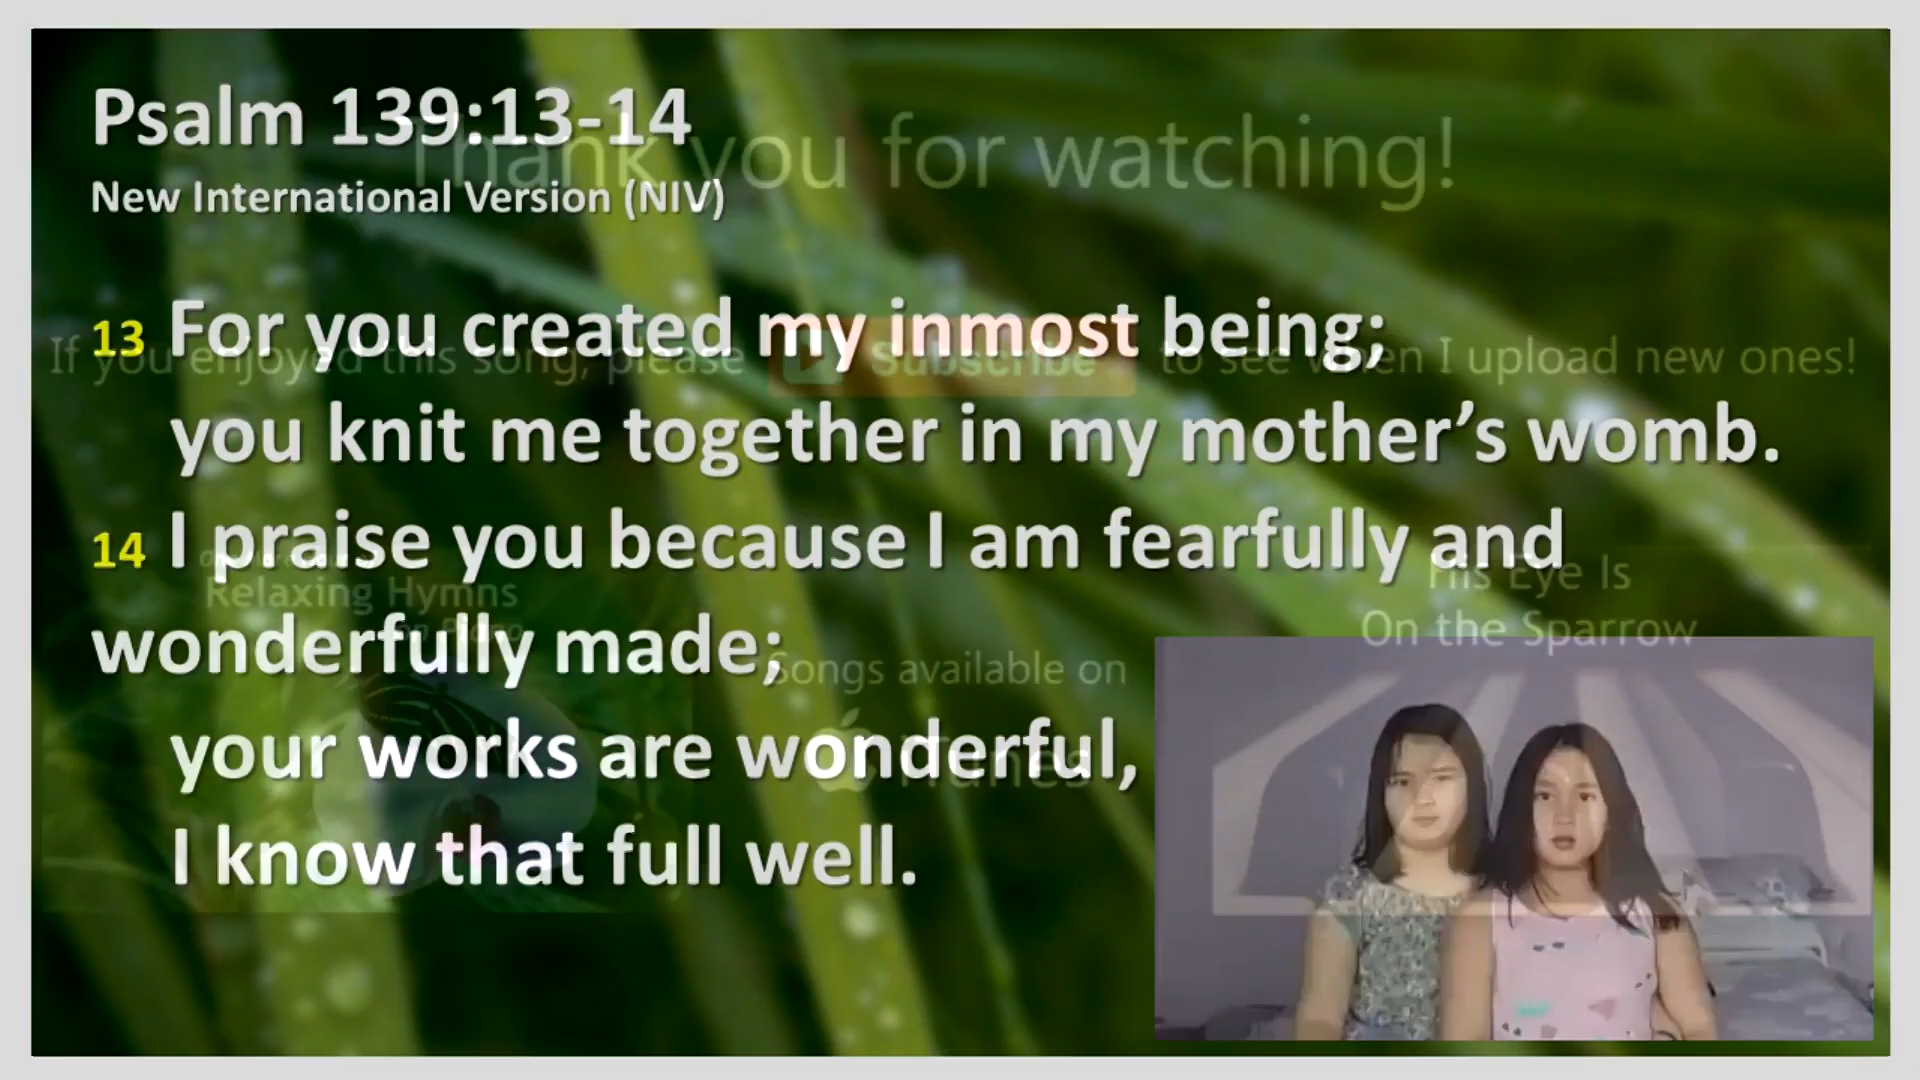 Psalm 139:13-14
Thank you for watching!
New International Version (NIV)
13 For you created my inmost being;
If you enjoyed this song, please Subscribe to see when I upload new ones!
you knit me together in my mother’s womb.
14 I praise you because I am fearfully and
Relaxing Hymns
on Piano
His Eye Is
On the Sparrow
wonderfully made;
Songs available on
your works are wonderful,
iTunes
I know that full well.